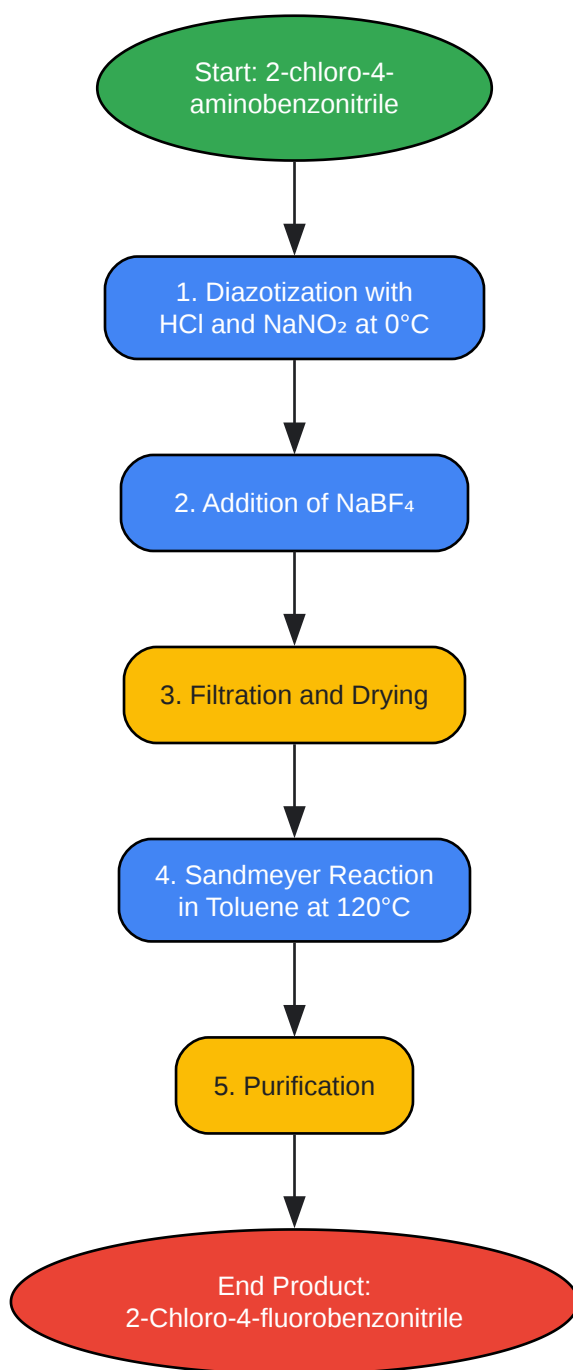 Start: 2-chloro-4-
aminobenzonitrile
1. Diazotization with
HCl and NaNO₂ at 0°C
2. Addition of NaBF₄
3. Filtration and Drying
4. Sandmeyer Reaction
in Toluene at 120°C
5. Purification
End Product:
2-Chloro-4-fluorobenzonitrile